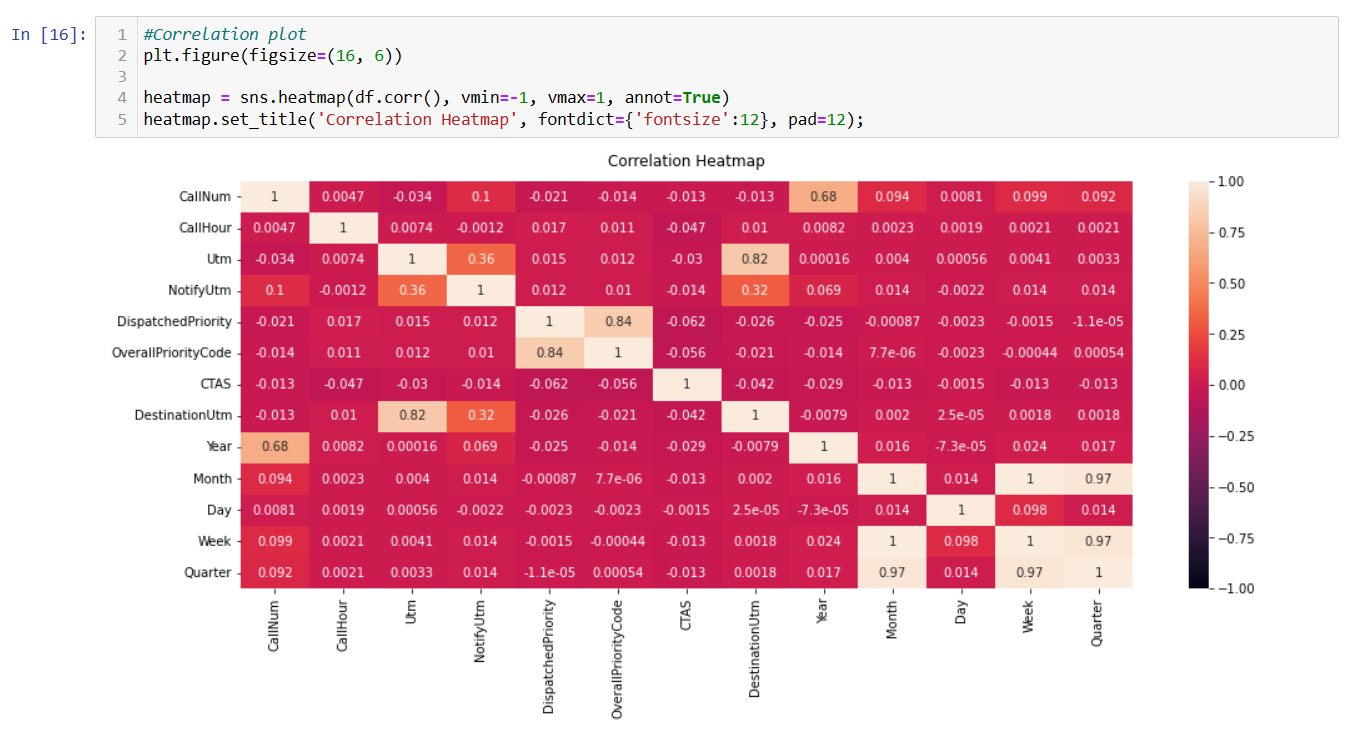 In [16]:
1 #Correlation plot
2 plt.figure(figsize=(16, 6))
3
4 heatmap = sns.heatmap(df.corr(), vmin=-1, vmax=1, annot=True)
5 heatmap.set_title('Correlation Heatmap', fontdict={'fontsize':12}, pad=12);
Correlation Heatmap
CallNum 1 0.0047 -0.034 0.1 -0.021 -0.014 -0.013 -0.013 0.68 0.094 0.0081 0.099 0.092
CallHour 0.0047 1 0.0074 -0.0012 0.017 0.011 -0.047 0.01 0.0082 0.0023 0.0019 0.0021 0.0021
Utm -0.034 0.0074 1 0.36 0.015 0.012 -0.03 0.82 0.00016 0.004 0.00056 0.0041 0.0033
NotifyUtm 0.1 -0.0012 0.36 1 0.012 0.01 -0.014 0.32 0.069 0.014 -0.0022 0.014 0.014
DispatchedPriority -0.021 0.017 0.015 0.012 1 0.84 -0.062 -0.026 -0.025 -0.00087 -0.0023 -0.0015 -1.1e-05
OverallPriorityCode -0.014 0.011 0.012 0.01 0.84 1 -0.056 -0.021 -0.014 7.7e-06 -0.0023 -0.00044 0.00054
CTAS -0.013 -0.047 -0.03 -0.014 -0.062 -0.056 1 -0.042 -0.029 -0.013 -0.0015 -0.013 -0.013
DestinationUtm -0.013 0.01 0.82 0.32 -0.026 -0.021 -0.042 1 -0.0079 0.002 2.5e-05 0.0018 0.0018
Year 0.68 0.0082 0.00016 0.069 -0.025 -0.014 -0.029 -0.0079 1 0.016 -7.3e-05 0.024 0.017
Month 0.094 0.0023 0.004 0.014 -0.00087 7.7e-06 -0.013 0.002 0.016 1 0.014 1 0.97
Day 0.0081 0.0019 0.00056 -0.0022 -0.0023 -0.0023 -0.0015 2.5e-05 -7.3e-05 0.014 1 0.098 0.014
Week 0.099 0.0021 0.0041 0.014 -0.0015 -0.00044 -0.013 0.0018 0.024 1 0.098 1 0.97
Quarter 0.092 0.0021 0.0033 0.014 -1.1e-05 0.00054 -0.013 0.0018 0.017 0.97 0.014 0.97 1
CallNum
CallHour
Utm
NotifyUtm
DispatchedPriority
OverallPriorityCode
CTAS
DestinationUtm
Year
Month
Day
Week
Quarter
1.00
0.75
0.50
0.25
0.00
−0.25
−0.50
−0.75
−1.00